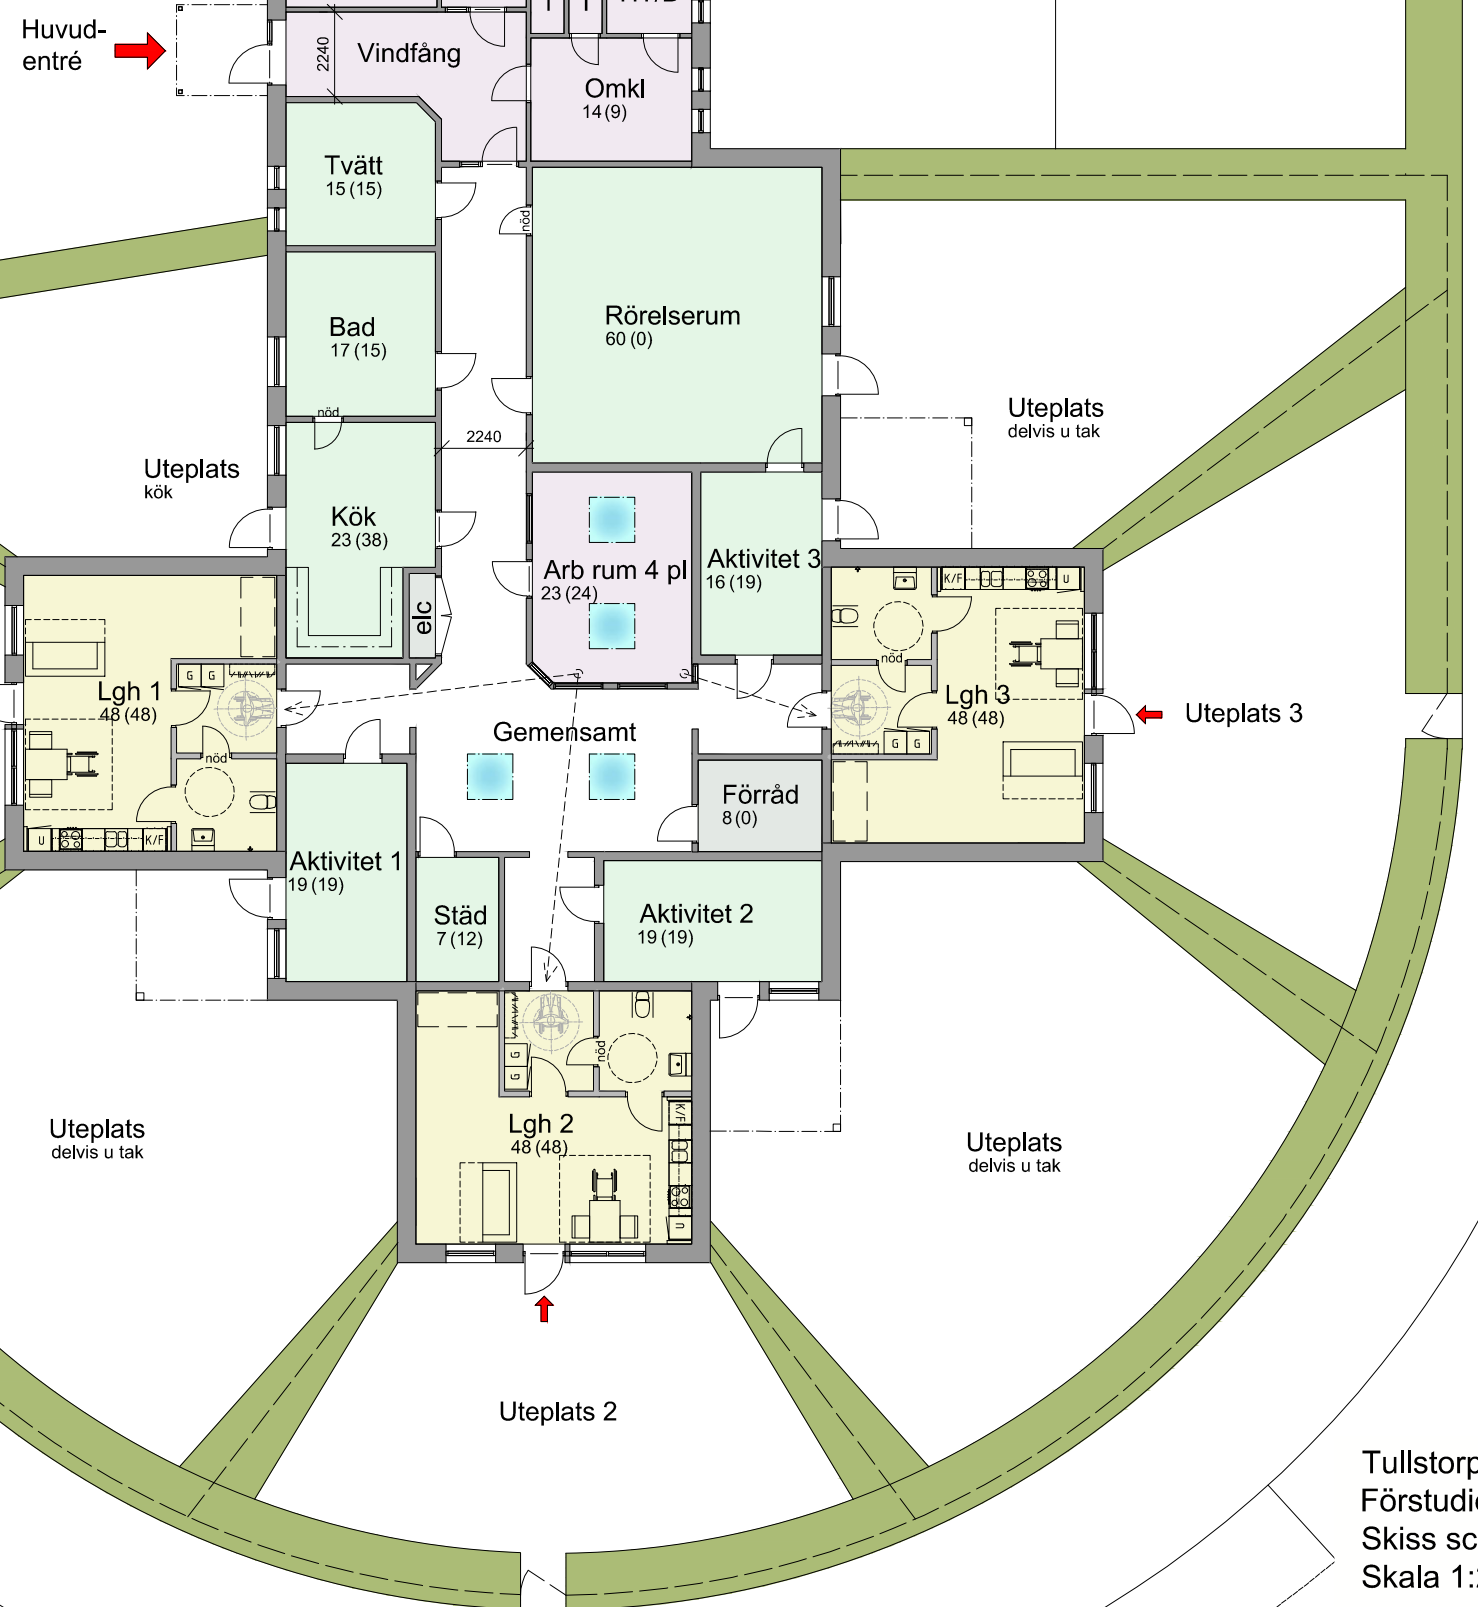 Huvud-
entré
2240
Vindfång
Omkl
14 (9)
Tvätt
15 (15)
nöd
Bad
17 (15)
nöd
Rörelserum
60 (0)
Uteplats
delvis u tak
2240
Uteplats
kök
Kök
23 (38)
elc
Arb rum 4 pl
23 (24)
Aktivitet 3
16 (19)
K/F
U
nöd
Lgh 1
48 (48)
G
G
nöd
U
K/F
Lgh 3
48 (48)
G
G
Uteplats 3
Gemensamt
Förråd
8 (0)
Aktivitet 1
19 (19)
Städ
7 (12)
Aktivitet 2
19 (19)
G
G
nöd
K/F
U
Lgh 2
48 (48)
Uteplats
delvis u tak
Uteplats
delvis u tak
Uteplats 2
Tullstorp
Förstudi
Skiss sc
Skala 1: